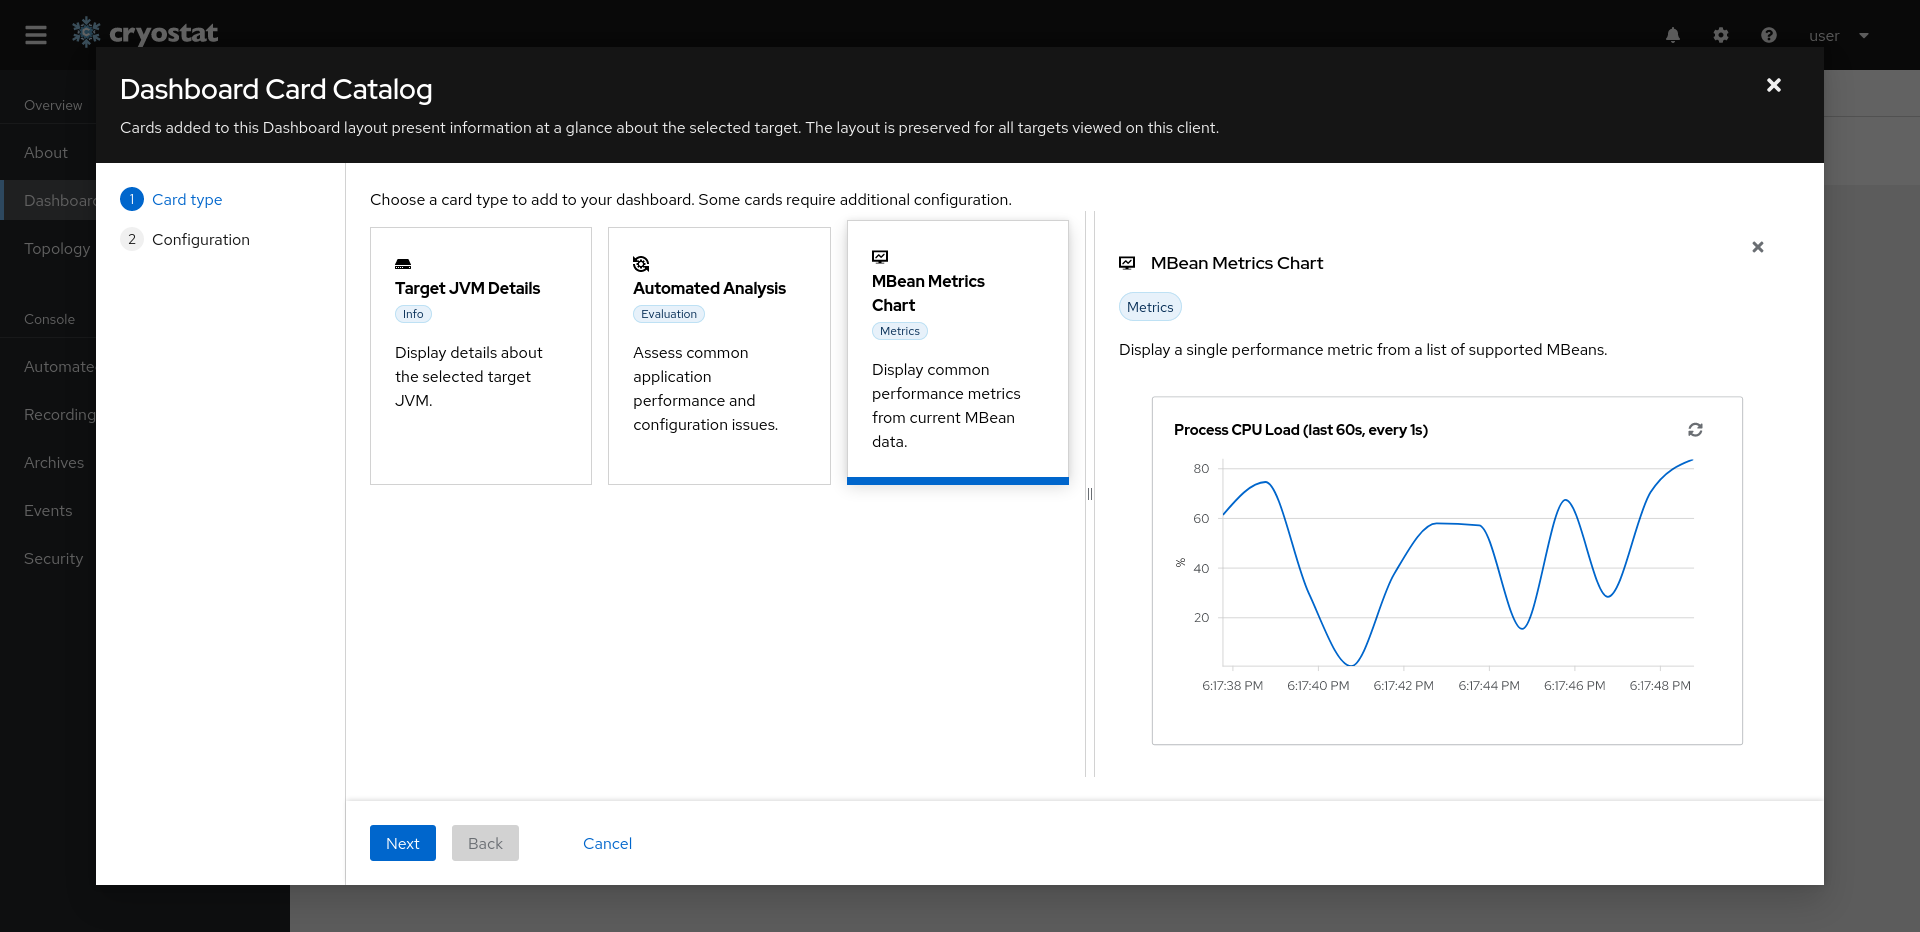 cryostat
user
Dashboard Card Catalog
Cards added to this Dashboard layout present information at a glance about the selected target. The layout is preserved for all targets viewed on this client.
Overview
About
Dashboard
Topology
Console
Automate
Recording
Archives
Events
Security
1 Card type
2 Configuration
Choose a card type to add to your dashboard. Some cards require additional configuration.
Target JVM Details
Info
Display details about
the selected target
JVM.
Automated Analysis
Evaluation
Assess common
application
performance and
configuration issues.
MBean Metrics
Chart
Metrics
Display common
performance metrics
from current MBean
data.
MBean Metrics Chart
Metrics
Display a single performance metric from a list of supported MBeans.
Process CPU Load (last 60s, every 1s)
80
60
40
20
%
6:17:38 PM 6:17:40 PM 6:17:42 PM 6:17:44 PM 6:17:46 PM 6:17:48 PM
Next
Back
Cancel